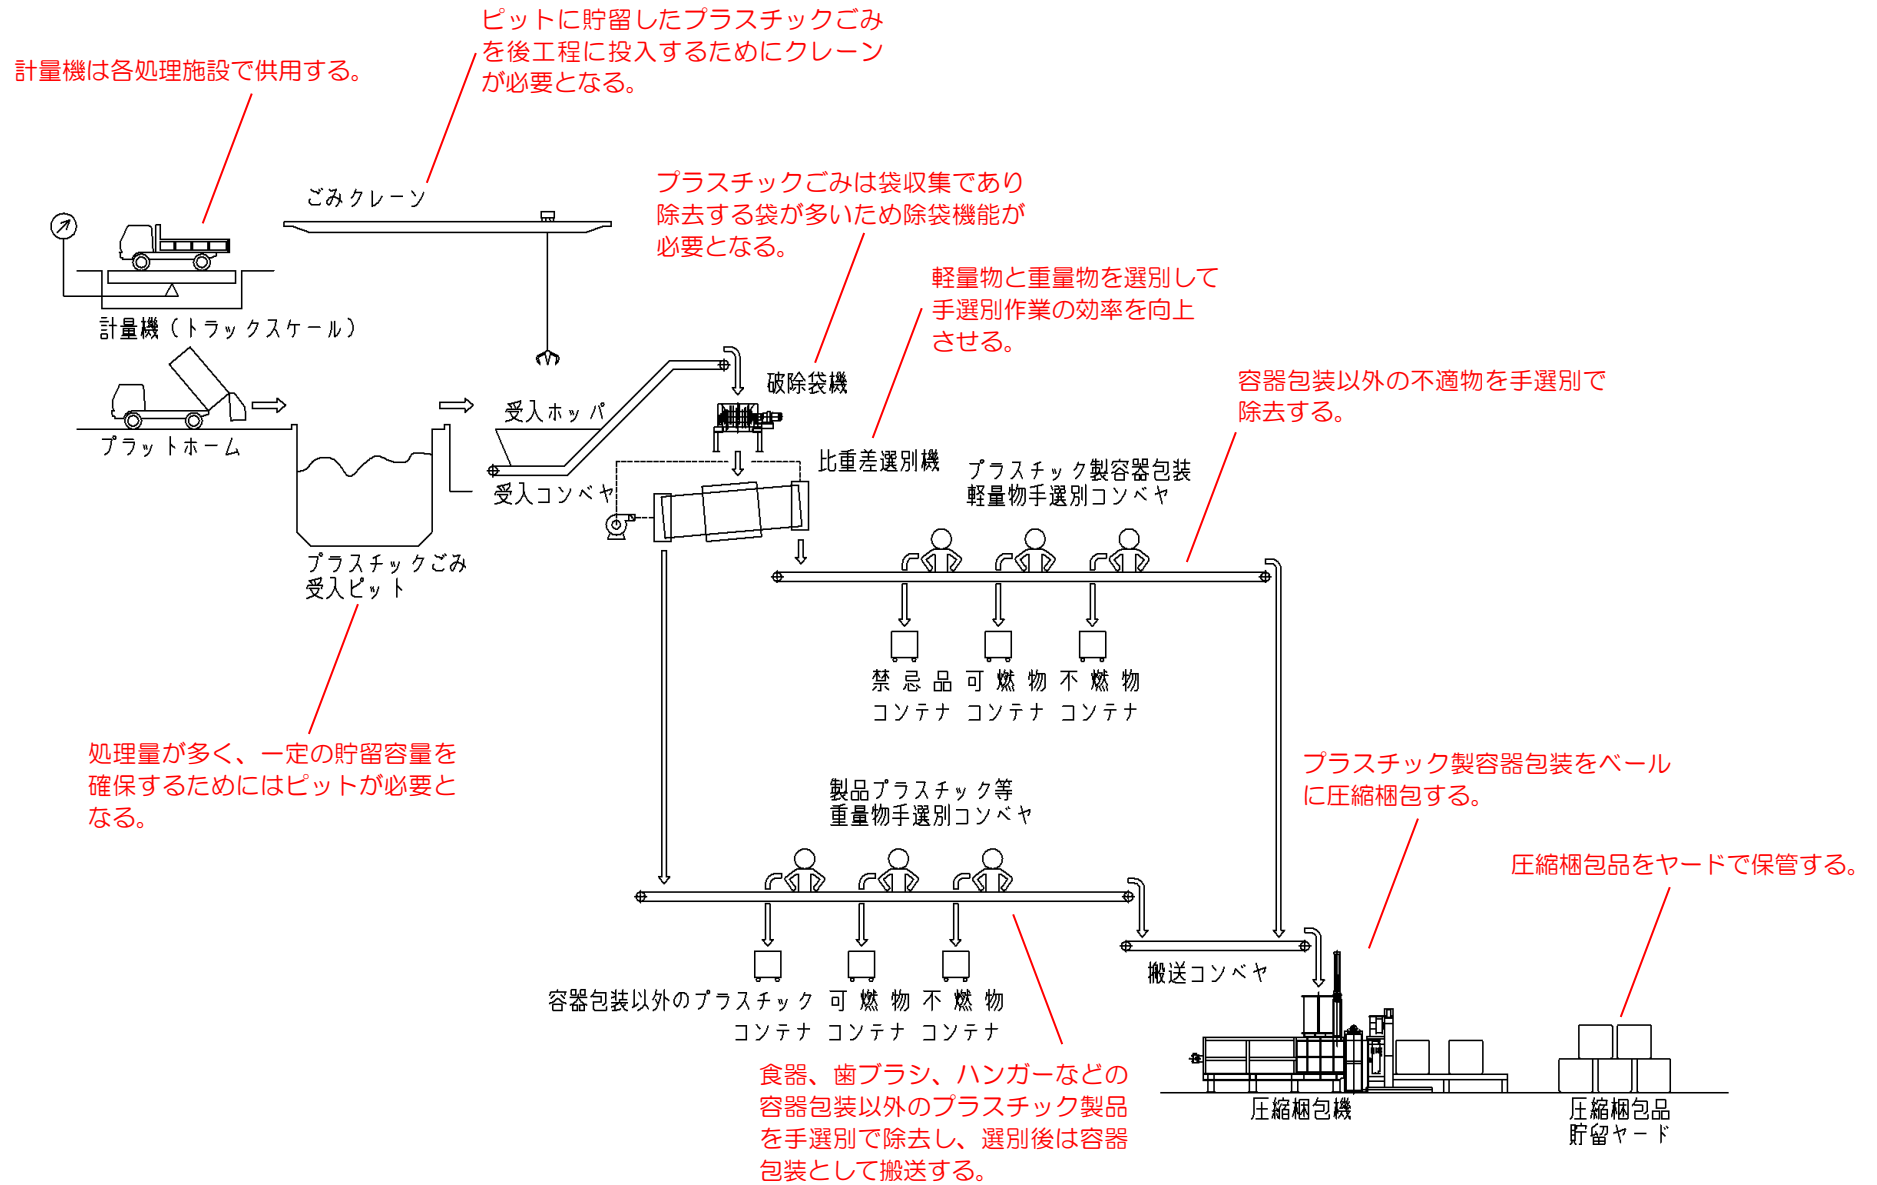 ピットに貯留したプラスチックごみ
を後工程に投入するためにクレーン
が必要となる。
計量機は各処理施設で供用する。
ごみクレーン
プラスチックごみは袋収集であり
除去する袋が多いため除袋機能が
必要となる。
軽量物と重量物を選別して
手選別作業の効率を向上
させる。
計量機（トラックスケール）
破除袋機
容器包装以外の不適物を手選別で
除去する。
受入ホッパ
プラットホーム
比重差選別機
プラスチック製容器包装
軽量物手選別コンベヤ
受入コンベヤ
プラスチックごみ
受入ピット
禁忌品 可燃物 不燃物
コンテナ コンテナ コンテナ
処理量が多く、一定の貯留容量を
確保するためにはピットが必要と
なる。
製品プラスチック等
重量物手選別コンベヤ
プラスチック製容器包装をベール
に圧縮梱包する。
圧縮梱包品をヤードで保管する。
搬送コンベヤ
容器包装以外のプラスチック 可燃物 不燃物
コンテナ コンテナ コンテナ
食器、歯ブラシ、ハンガーなどの
容器包装以外のプラスチック製品
を手選別で除去し、選別後は容器
包装として搬送する。
圧縮梱包機
圧縮梱包品
貯留ヤード